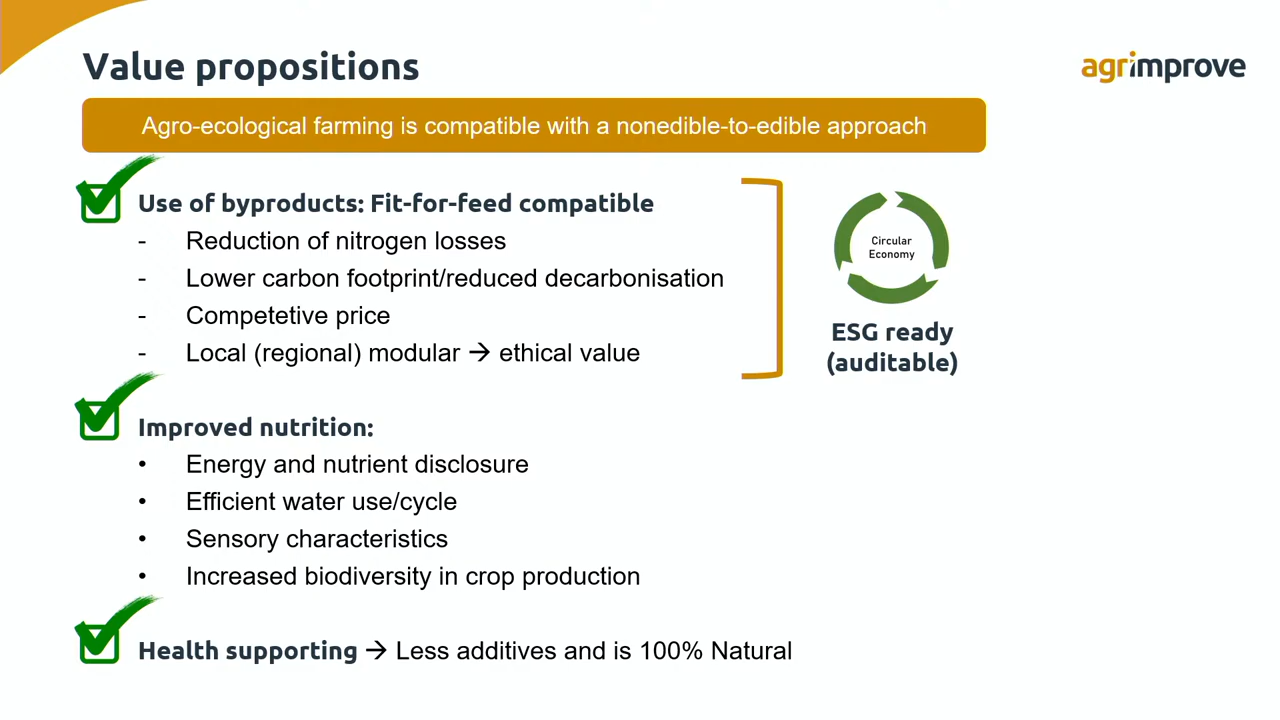 Value propositions
agrimprove
Agro-ecological farming is compatible with a nonedible-to-edible approach
Use of byproducts: Fit-for-feed compatible
- Reduction of nitrogen losses
- Lower carbon footprint/reduced decarbonisation
- Competetive price
- Local (regional) modular → ethical value
Circular
Economy
ESG ready
(auditable)
Improved nutrition:
• Energy and nutrient disclosure
• Efficient water use/cycle
• Sensory characteristics
• Increased biodiversity in crop production
Health supporting → Less additives and is 100% Natural